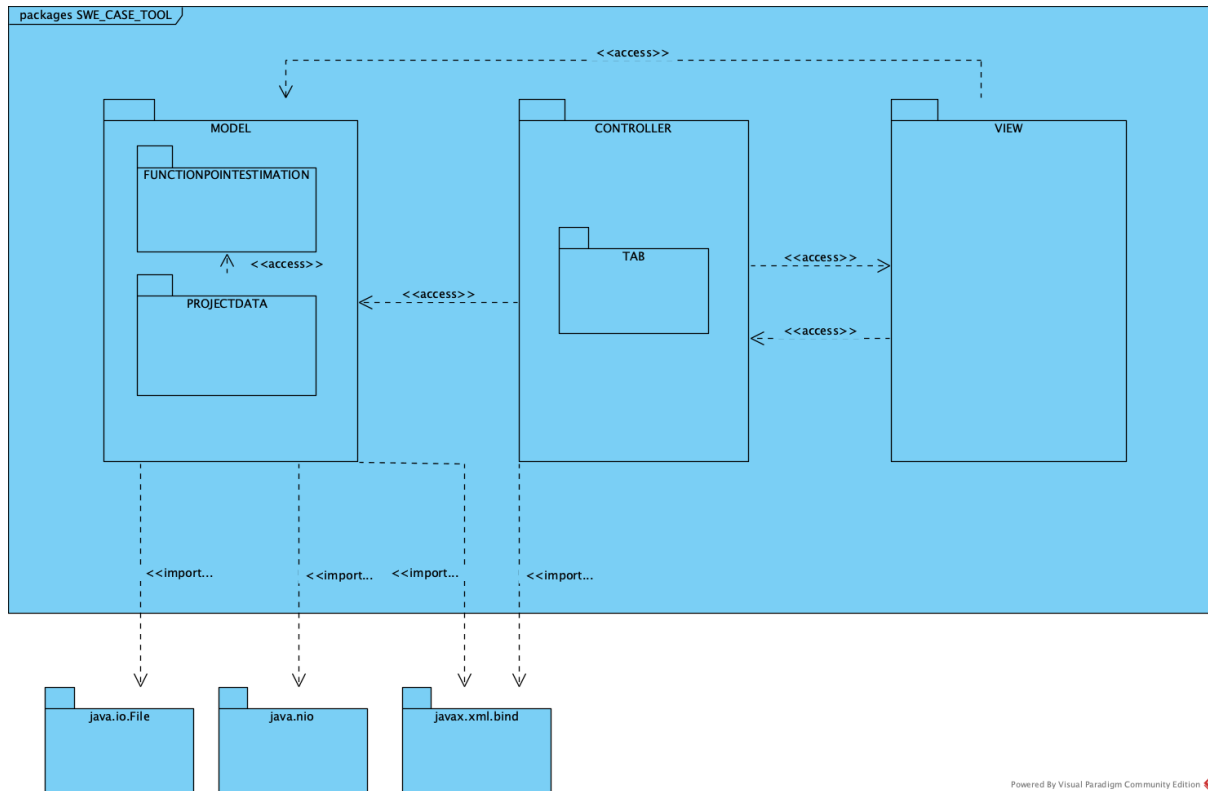 packages SWE_CASE_TOOL
<<access>>
MODEL
CONTROLLER
VIEW
FUNCTIONPOINTESTIMATION
<<access>>
TAB
<<access>>
PROJECTDATA
<<access>>
<<access>>
<<import...
<<import...
<<import...
<<import...
java.io.File
java.nio
javax.xml.bind
Powered By Visual Paradigm Community Edition